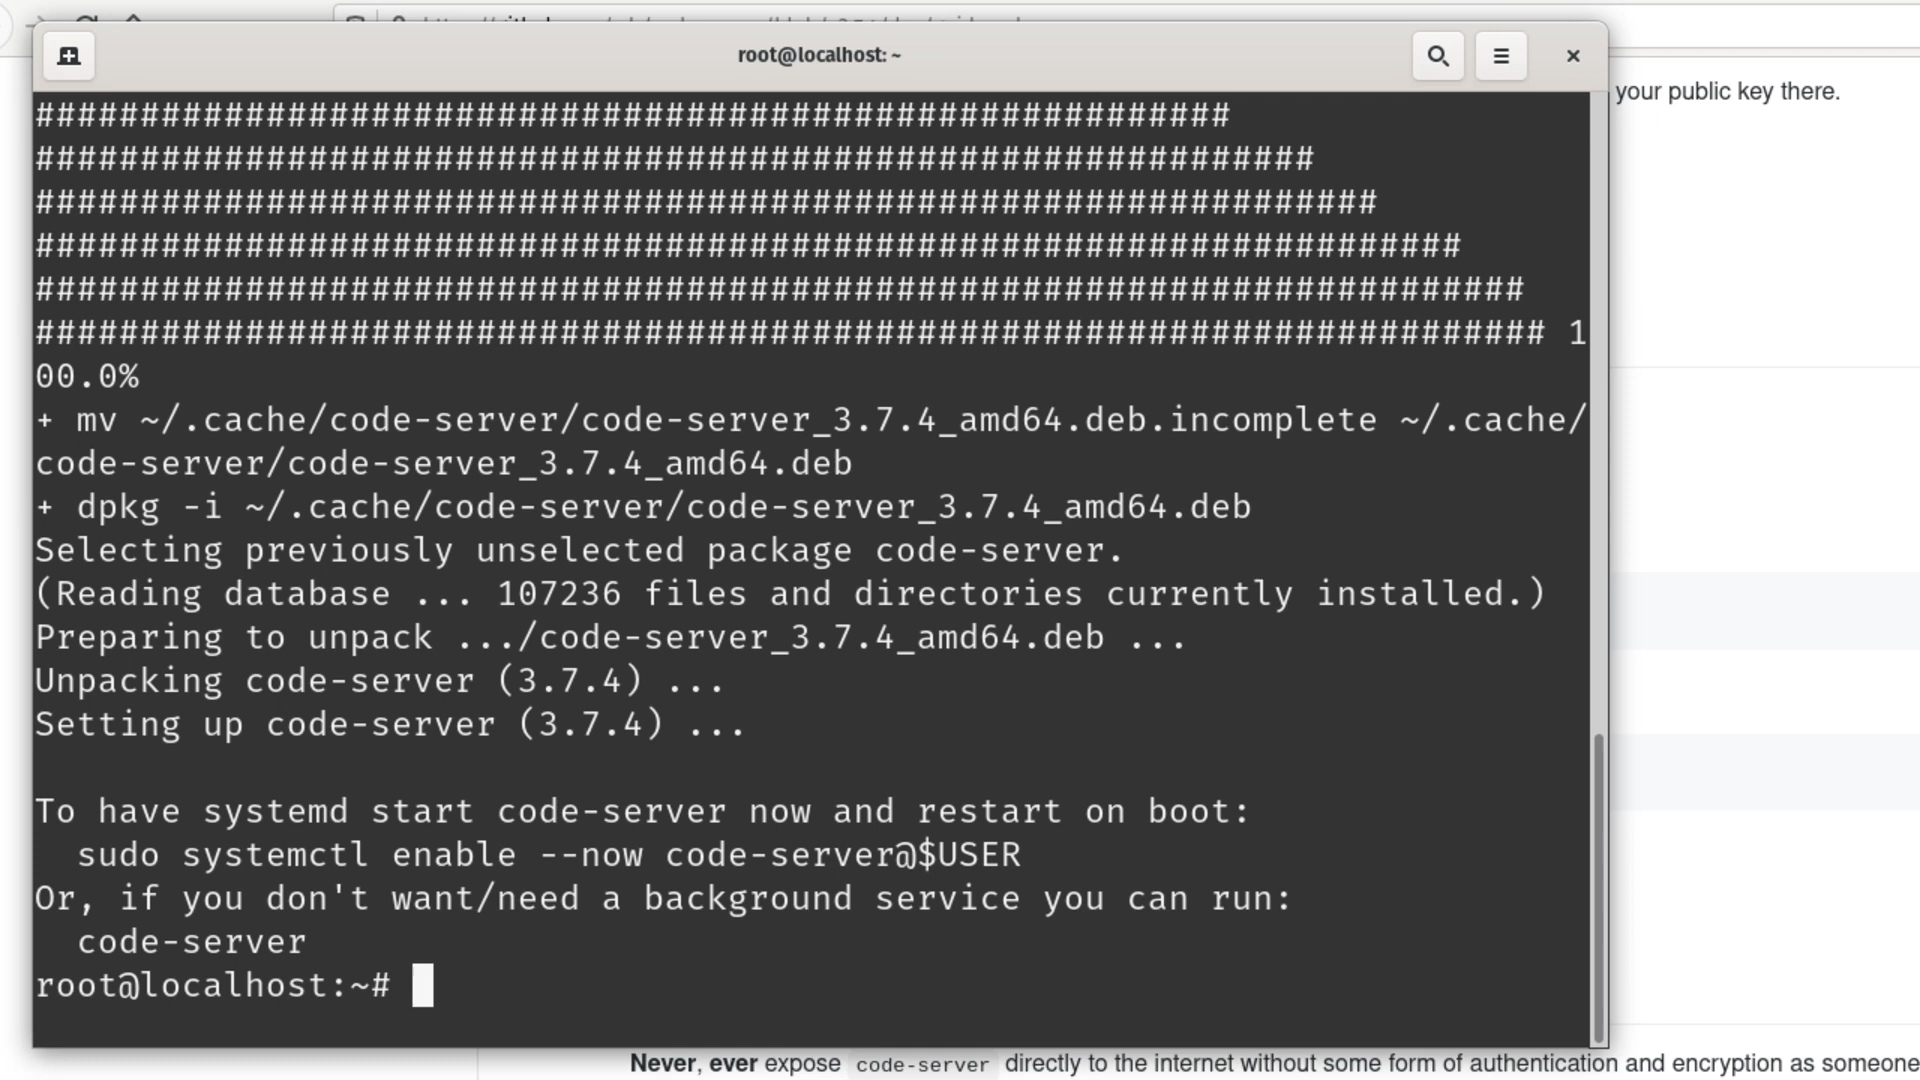 root@localhost: ~
your public key there.
#########################################################
#############################################################
################################################################
####################################################################
#######################################################################
######################################################################## 1
00.0%
+ mv ~/.cache/code-server/code-server_3.7.4_amd64.deb.incomplete ~/.cache/
code-server/code-server_3.7.4_amd64.deb
+ dpkg -i ~/.cache/code-server/code-server_3.7.4_amd64.deb
Selecting previously unselected package code-server.
(Reading database ... 107236 files and directories currently installed.)
Preparing to unpack .../code-server_3.7.4_amd64.deb ...
Unpacking code-server (3.7.4) ...
Setting up code-server (3.7.4) ...
To have systemd start code-server now and restart on boot:
  sudo systemctl enable --now code-server@$USER
Or, if you don't want/need a background service you can run:
  code-server
root@localhost:~#
Never, ever expose code-server directly to the internet without some form of authentication and encryption as someone